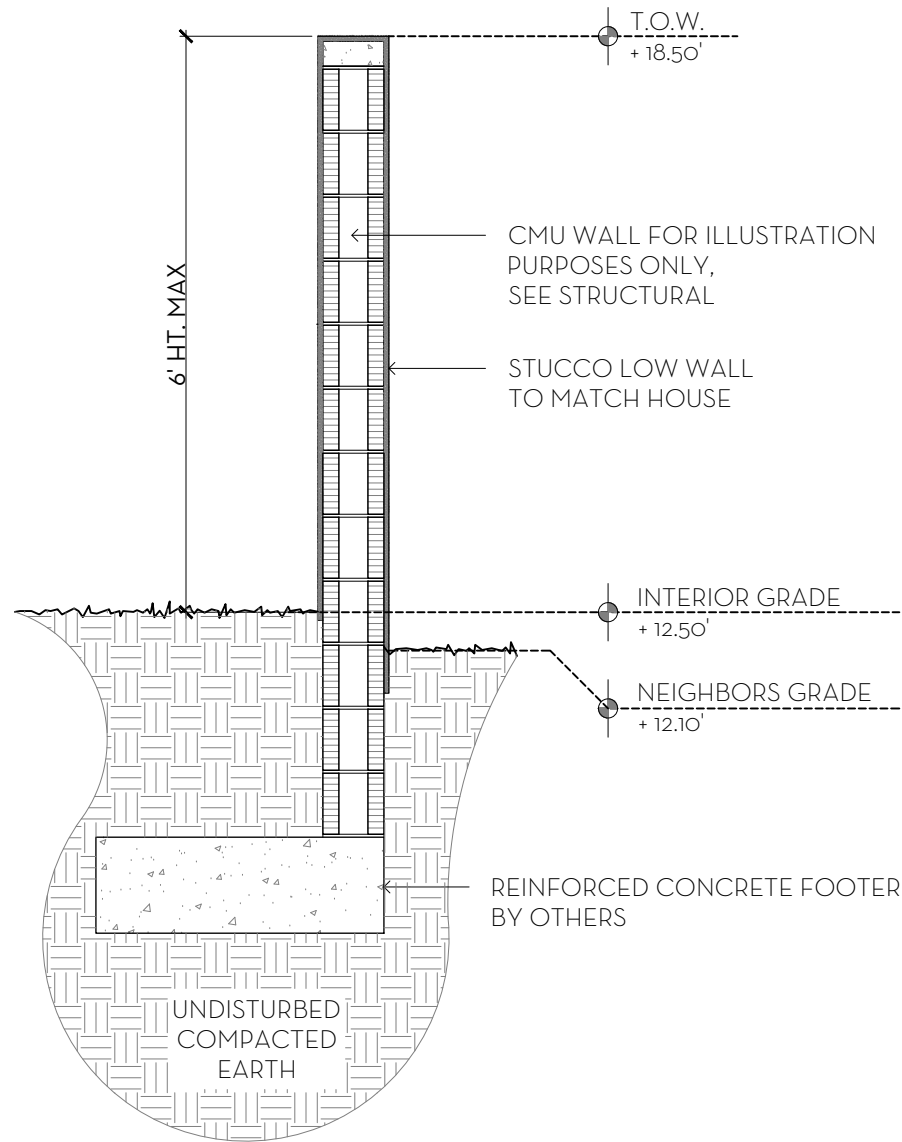 T.O.W.
+ 18.50'
6' HT. MAX
CMU WALL FOR ILLUSTRATION
PURPOSES ONLY,
SEE STRUCTURAL
STUCCO LOW WALL
TO MATCH HOUSE
INTERIOR GRADE
+ 12.50'
NEIGHBORS GRADE
+ 12.10'
REINFORCED CONCRETE FOOTER
BY OTHERS
UNDISTURBED
COMPACTED
EARTH